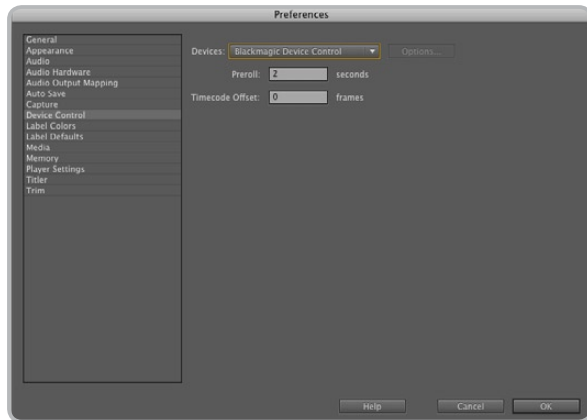 Preferences
General
Appearance
Audio
Audio Hardware
Audio Output Mapping
Auto Save
Capture
Device Control
Label Colors
Label Defaults
Media
Memory
Player Settings
Titler
Trim
Devices: Blackmagic Device Control Options...
Preroll: 2 seconds
Timecode Offset: 0 frames
Help Cancel OK